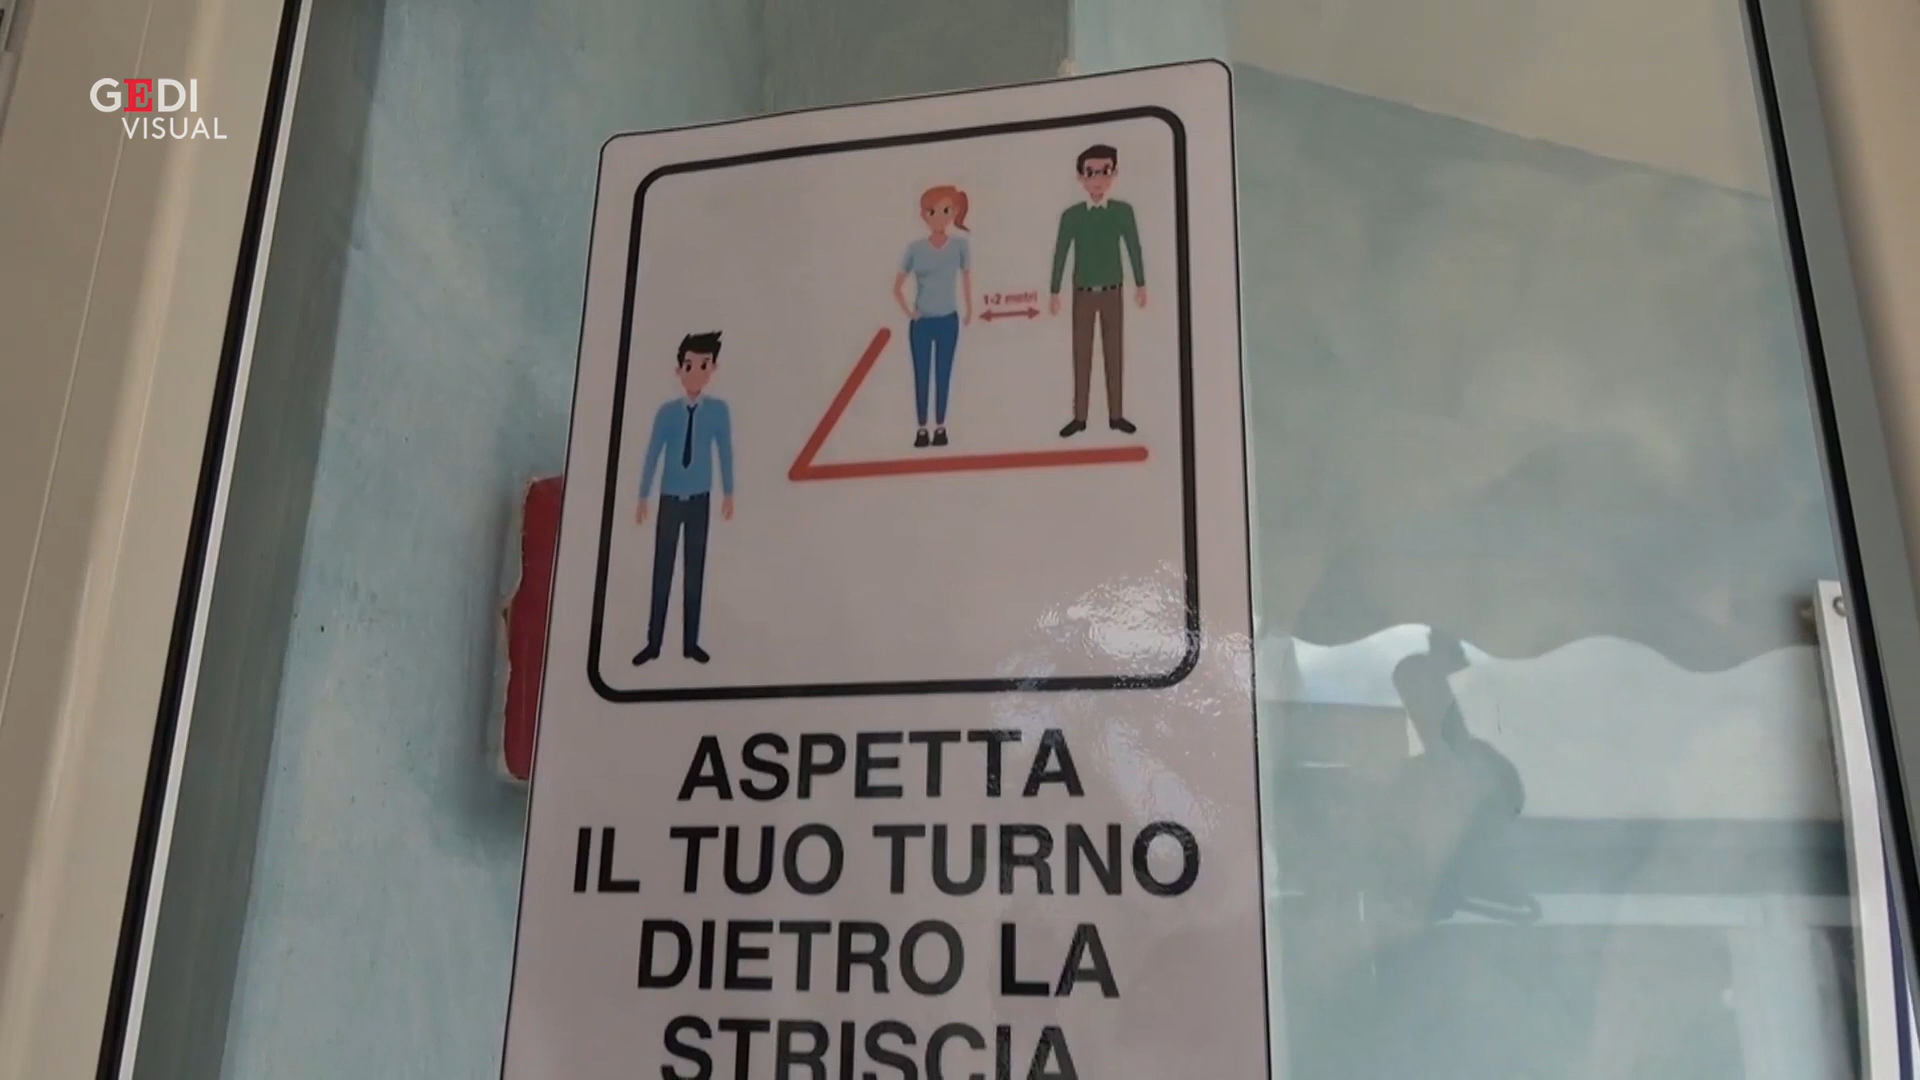 GEDI
VISUAL
1-2 metri
ASPETTA
IL TUO TURNO
DIETRO LA
STRISCIA